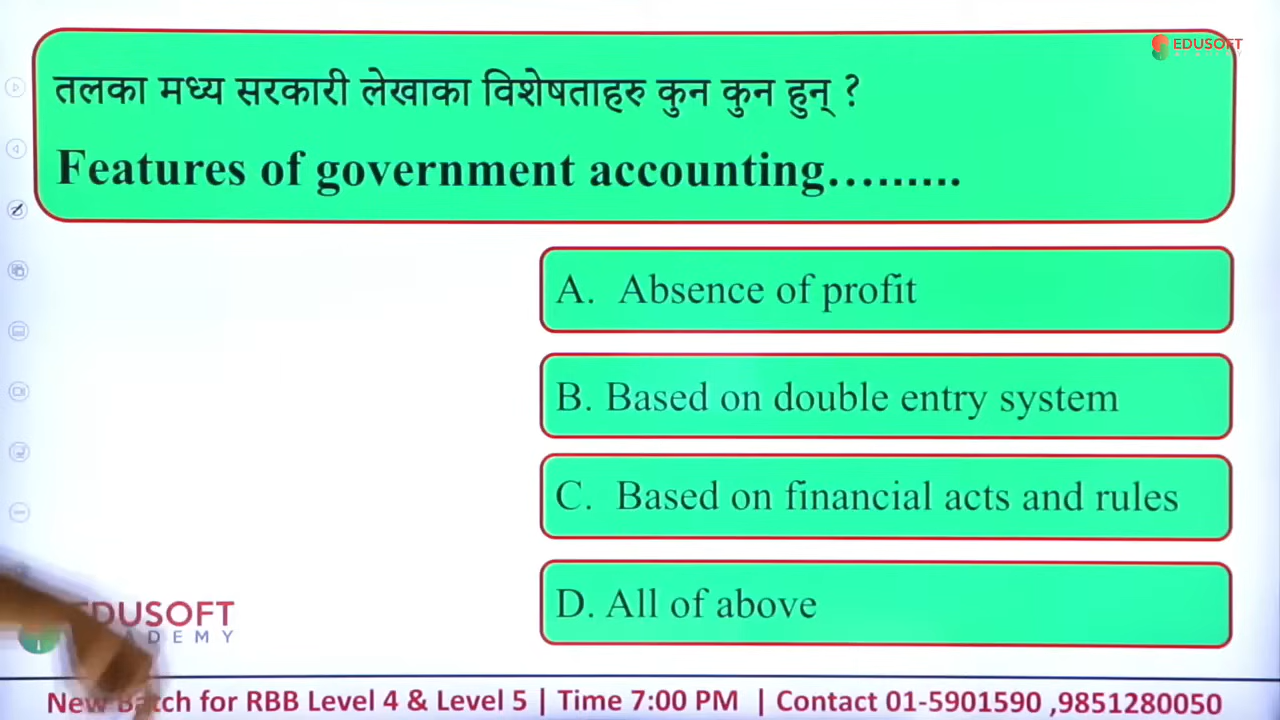 EDUSOFT
तलका मध्य सरकारी लेखाका विशेषताहरु कुन कुन हुन् ?
Features of government accounting.........
A. Absence of profit
B. Based on double entry system
C. Based on financial acts and rules
D. All of above
EDUSOFT
ADEMY
New Batch for RBB Level 4 & Level 5 | Time 7:00 PM | Contact 01-5901590 ,9851280050